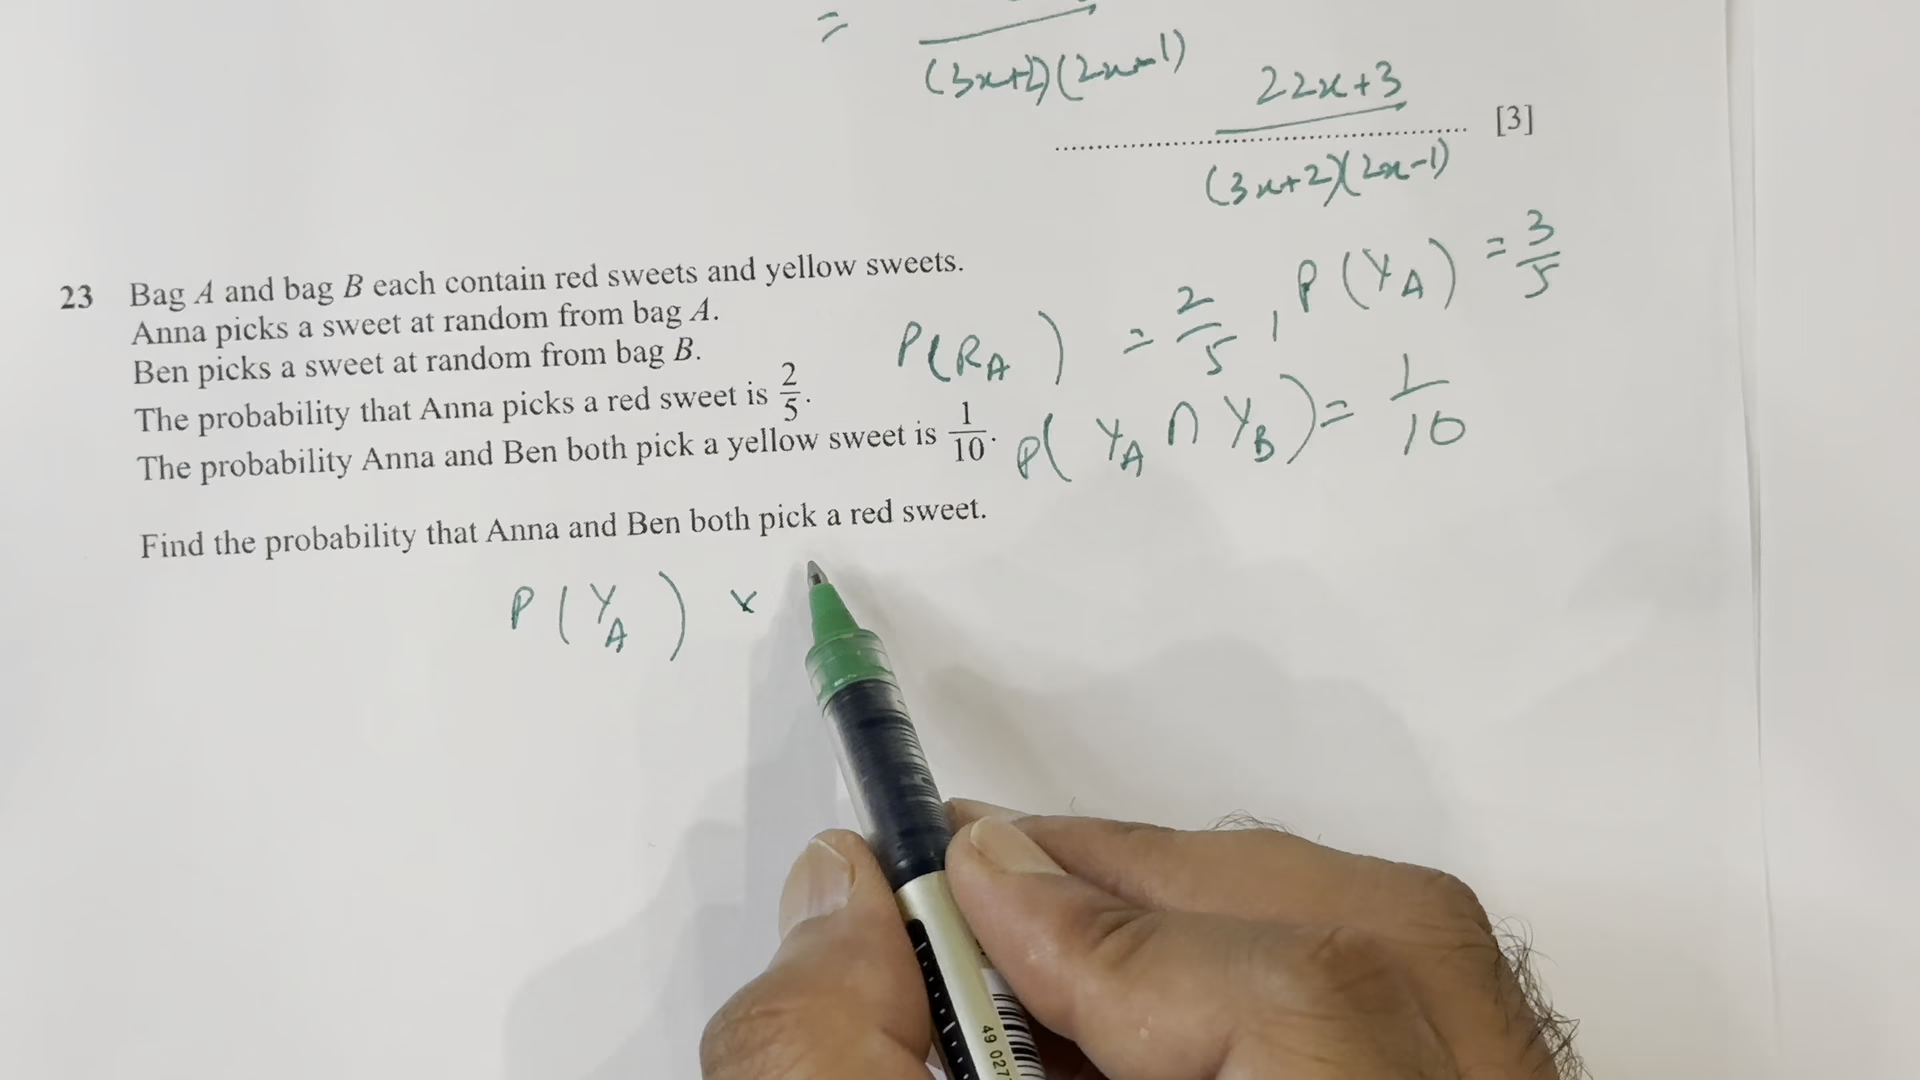 =
(3x+2)(2x-1)
22x+3
[3]
(3x+2)(2x-1)
23 Bag A and bag B each contain red sweets and yellow sweets.
Anna picks a sweet at random from bag A.
Ben picks a sweet at random from bag B.
The probability that Anna picks a red sweet is 2/5.
The probability Anna and Ben both pick a yellow sweet is 1/10.
P(R_A) = 2/5, P(Y_A) = 3/5
P(Y_A ∩ Y_B) = 1/10
Find the probability that Anna and Ben both pick a red sweet.
P(Y_A) ×
49 027